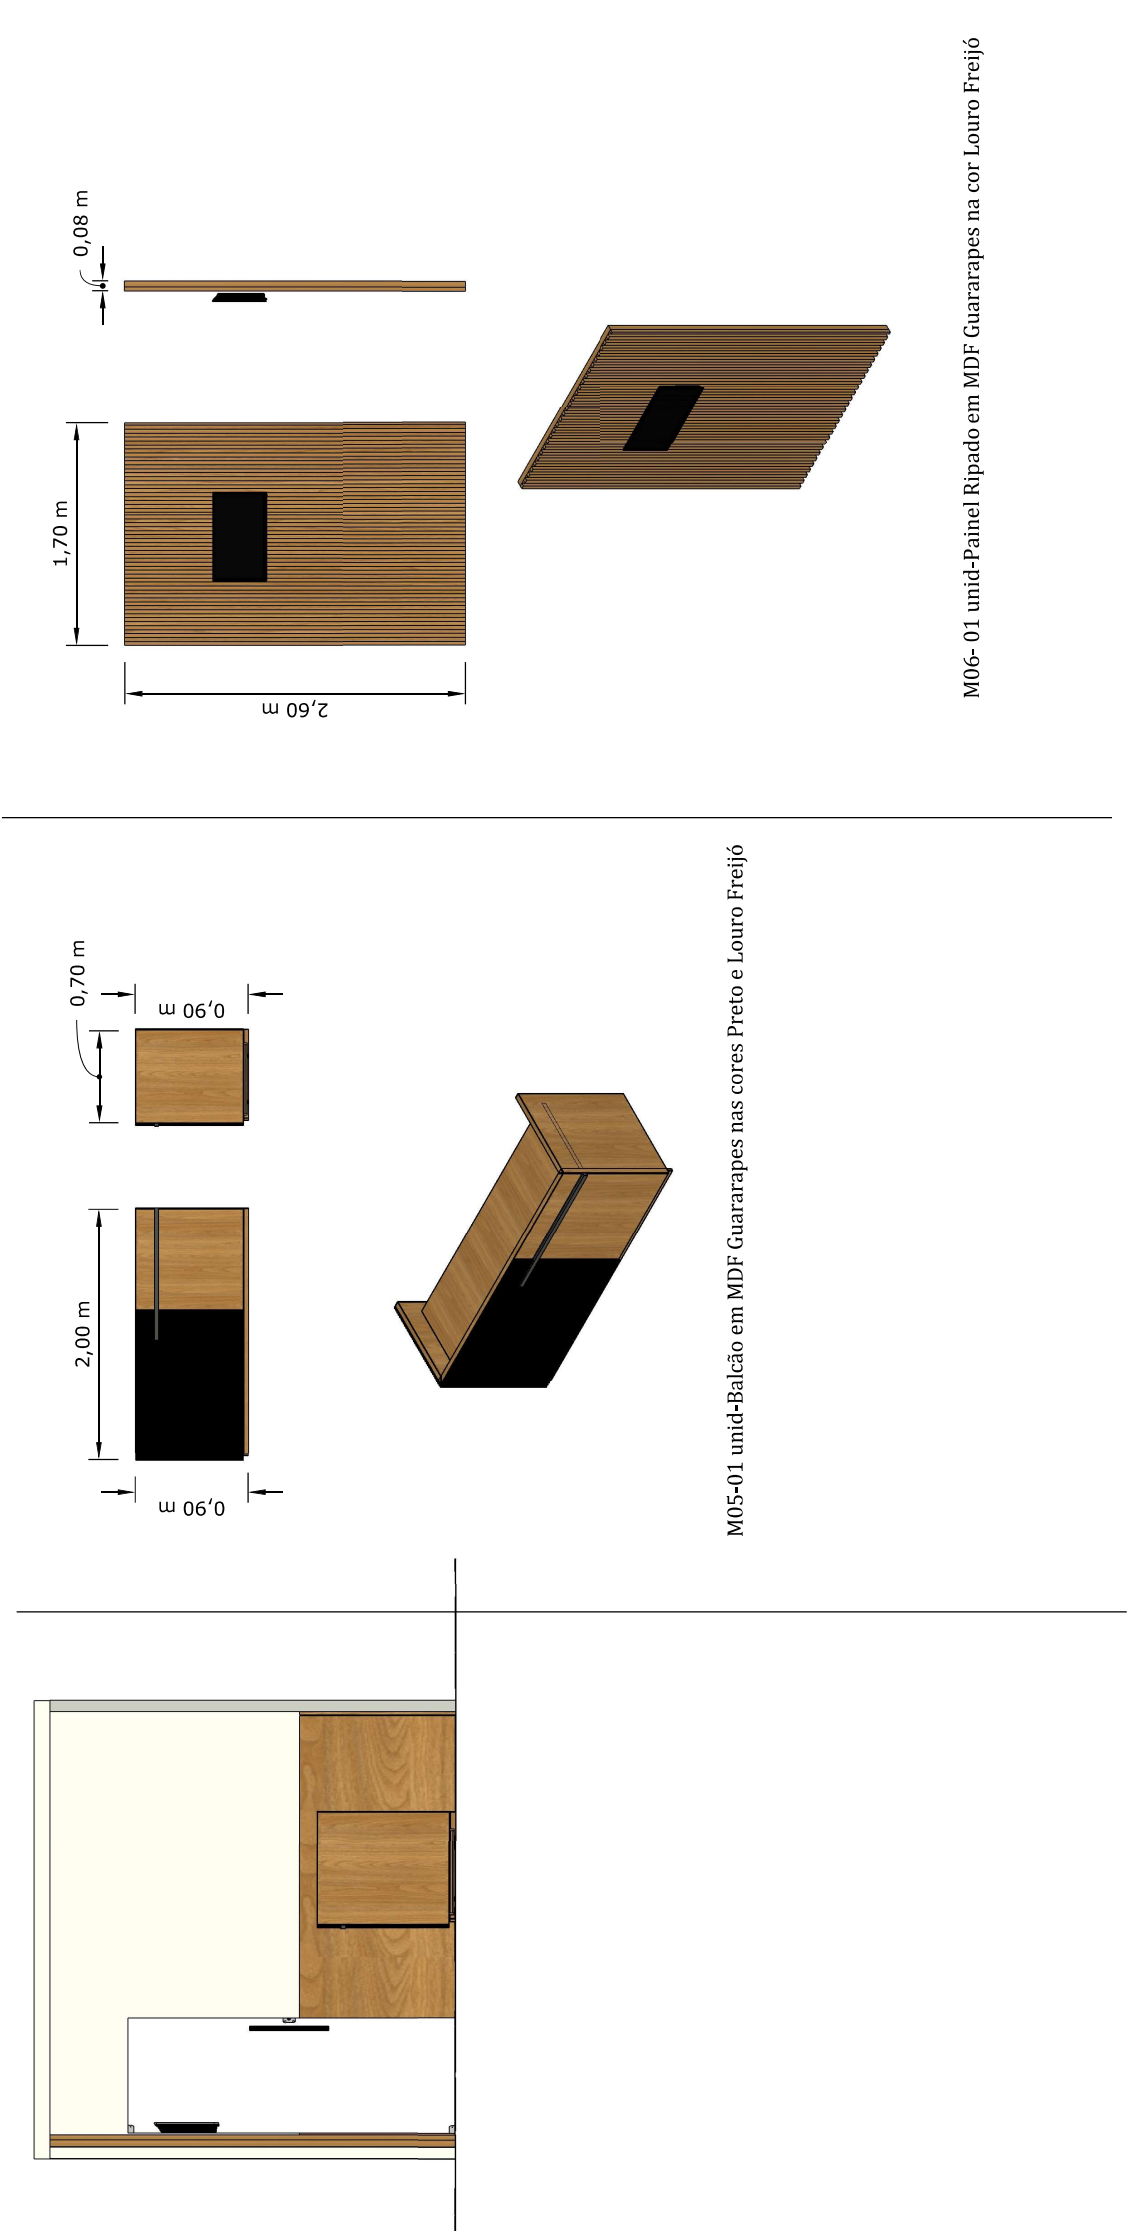 0,90 m
2,00 m
0,70 m
0,90 m
M05-01 unid-Balcão em MDF Guararapes nas cores Preto e Louro Freijó
2,60 m
1,70 m
0,08 m
M06- 01 unid-Painel Ripado em MDF Guararapes na cor Louro Freijó